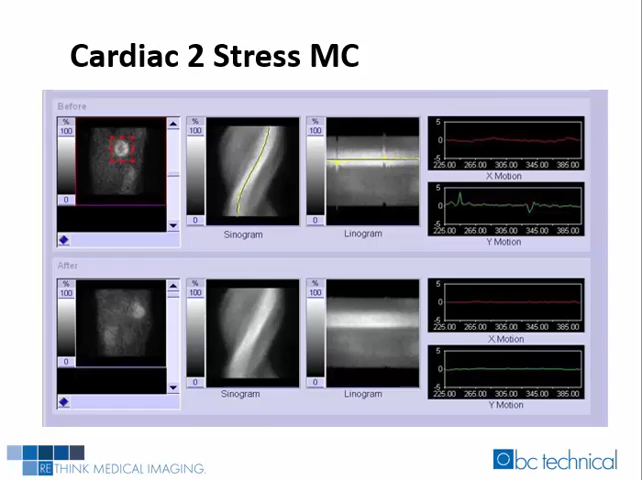 Cardiac 2 Stress MC
Before
%
100
0
%
100
0
Sinogram
%
100
0
Linogram
5
0
-5
225.00 265.00 305.00 345.00 385.00
X Motion
5
0
-5
225.00 265.00 305.00 345.00 385.00
Y Motion
After
%
100
0
%
100
0
Sinogram
%
100
0
Linogram
5
0
-5
225.00 265.00 305.00 345.00 385.00
X Motion
5
0
-5
225.00 265.00 305.00 345.00 385.00
Y Motion
RETHINK MEDICAL IMAGING.
bc technical